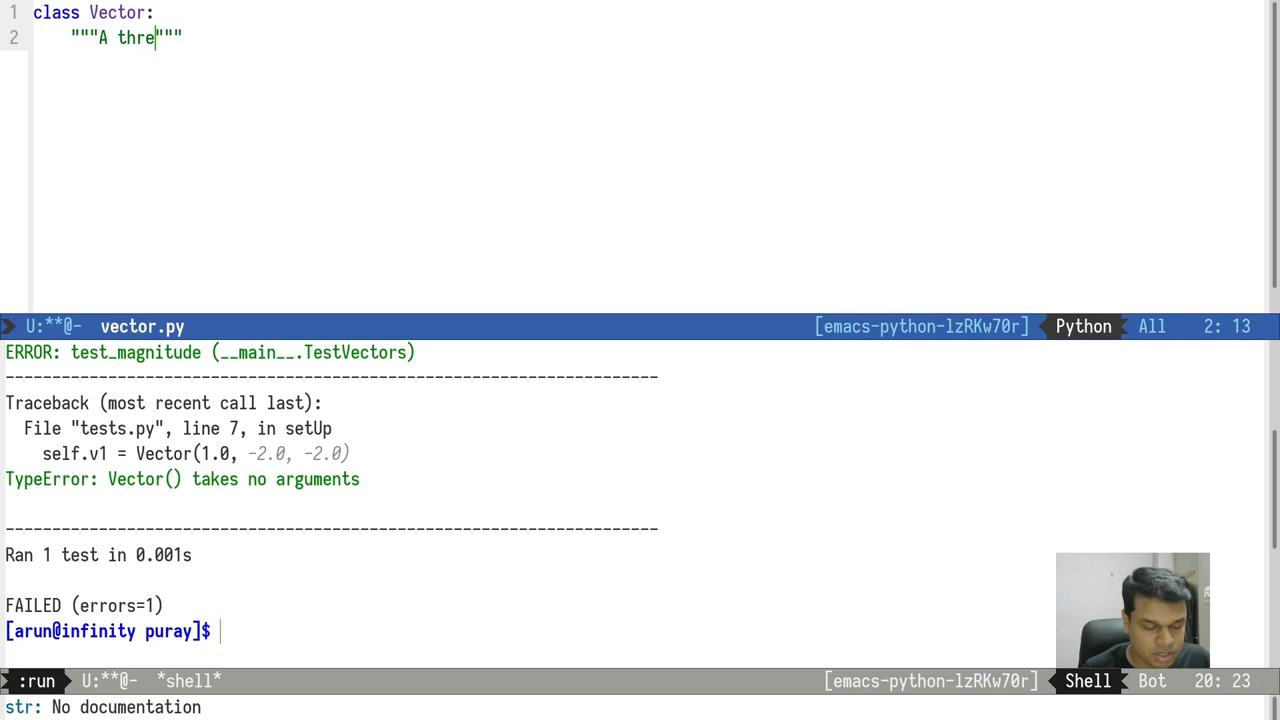 1 class Vector:
2 """A thre"""
U:**@- vector.py [emacs-python-lzRKw70r] Python All 2: 13
ERROR: test_magnitude (__main__.TestVectors)
----------------------------------------------------------------------
Traceback (most recent call last):
File "tests.py", line 7, in setUp
self.v1 = Vector(1.0, -2.0, -2.0)
TypeError: Vector() takes no arguments
----------------------------------------------------------------------
Ran 1 test in 0.001s
FAILED (errors=1)
[arun@infinity puray]$
:run U:**@- *shell* [emacs-python-lzRKw70r] Shell Bot 20: 23
str: No documentation